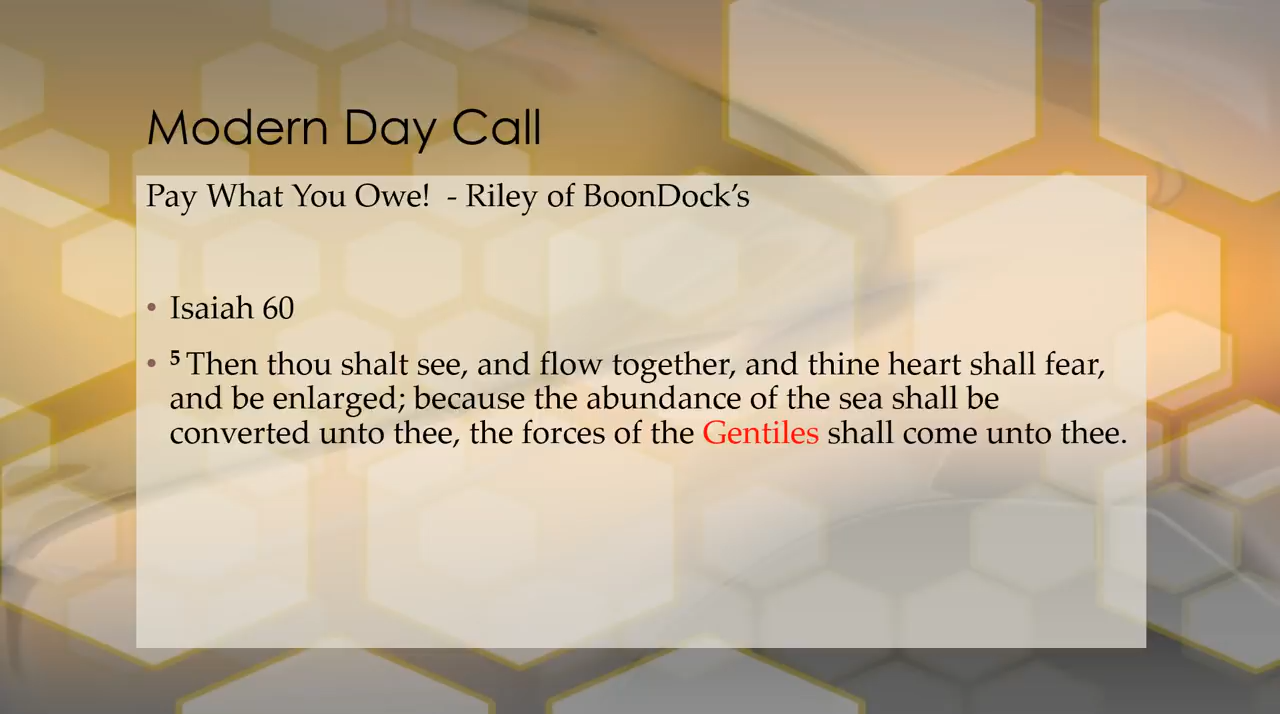 Modern Day Call
Pay What You Owe!  - Riley of BoonDock’s
• Isaiah 60
• 5 Then thou shalt see, and flow together, and thine heart shall fear,
and be enlarged; because the abundance of the sea shall be
converted unto thee, the forces of the Gentiles shall come unto thee.